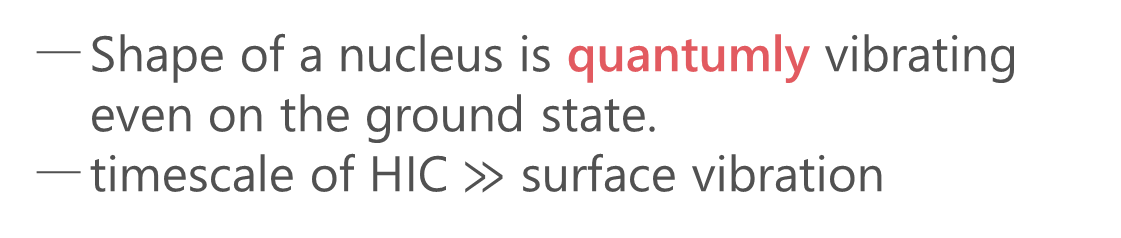 — Shape of a nucleus is quantumly vibrating
even on the ground state.
— timescale of HIC ≫ surface vibration